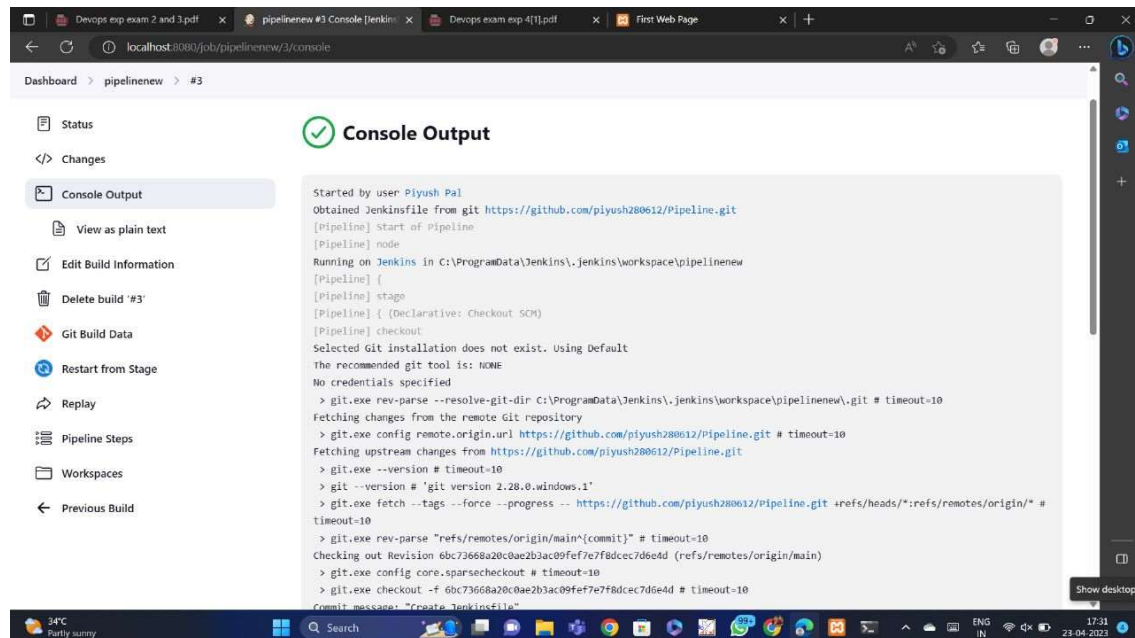 Devops exp exam 2 and 3.pdf
pipelinenew #3 Console [Jenkins
Devops exam exp 4[1].pdf
First Web Page
localhost:8080/job/pipelinenew/3/console
Dashboard > pipelinenew > #3
Status
Changes
Console Output
View as plain text
Edit Build Information
Delete build '#3'
Git Build Data
Restart from Stage
Replay
Pipeline Steps
Workspaces
Previous Build
Console Output
Started by user Piyush Pal
Obtained Jenkinsfile from git https://github.com/piyush280612/Pipeline.git
[Pipeline] Start of Pipeline
[Pipeline] node
Running on Jenkins in C:\ProgramData\Jenkins\.jenkins\workspace\pipelinenew
[Pipeline] {
[Pipeline] stage
[Pipeline] { (Declarative: Checkout SCM)
[Pipeline] checkout
Selected Git installation does not exist. Using Default
The recommended git tool is: NONE
No credentials specified
> git.exe rev-parse --resolve-git-dir C:\ProgramData\Jenkins\.jenkins\workspace\pipelinenew\.git # timeout=10
Fetching changes from the remote Git repository
> git.exe config remote.origin.url https://github.com/piyush280612/Pipeline.git # timeout=10
Fetching upstream changes from https://github.com/piyush280612/Pipeline.git
> git.exe --version # timeout=10
> git --version # 'git version 2.28.0.windows.1'
> git.exe fetch --tags --force --progress -- https://github.com/piyush280612/Pipeline.git +refs/heads/*:refs/remotes/origin/* #
timeout=10
> git.exe rev-parse "refs/remotes/origin/main^{commit}" # timeout=10
Checking out Revision 6bc73668a20c0ae2b3ac09fef7e7f8dcec7d6e4d (refs/remotes/origin/main)
> git.exe config core.sparsecheckout # timeout=10
> git.exe checkout -f 6bc73668a20c0ae2b3ac09fef7e7f8dcec7d6e4d # timeout=10
Commit message: "Create Jenkinsfile"
Show desktop
34°C
Partly sunny
Search
99+
ENG
IN
17:31
23-04-2023